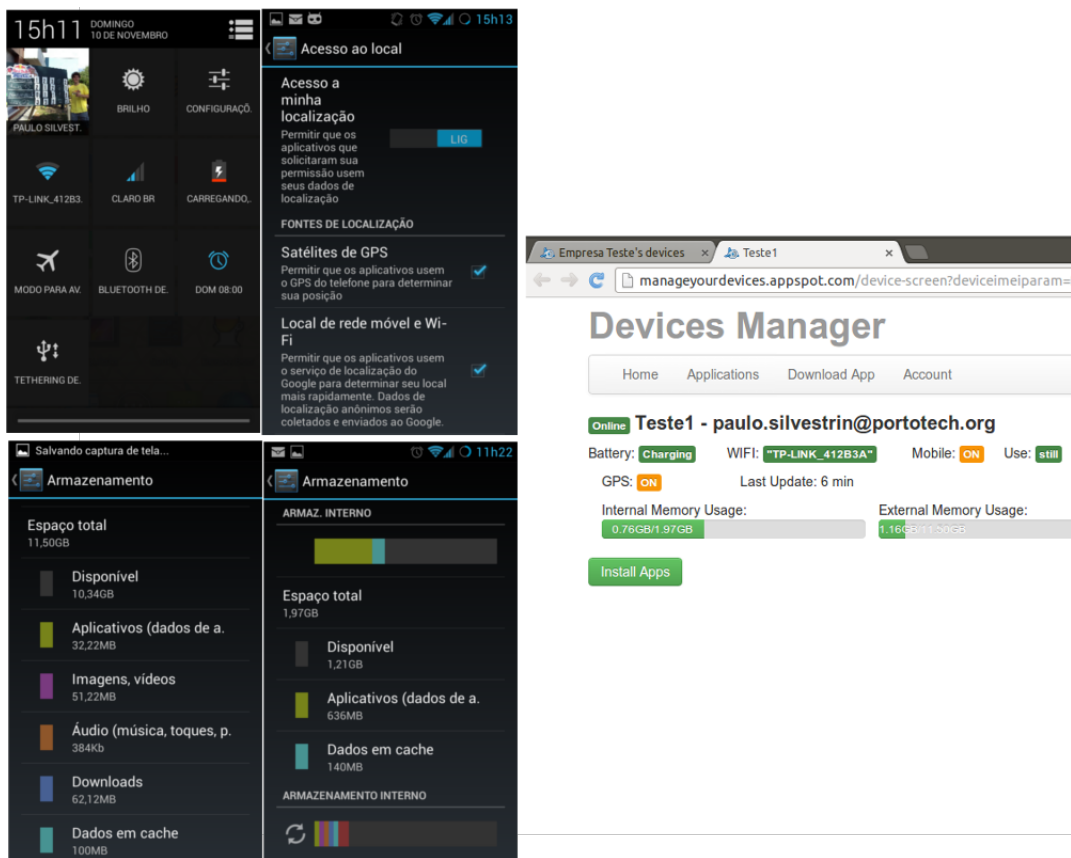 15h11
DOMINGO
10 DE NOVEMBRO
PAULO SILVEST.
BRILHO
CONFIGURAÇÕ.
TP-LINK_412B3.
CLARO BR
CARREGANDO,.
MODO PARA AV.
BLUETOOTH DE.
DOM 08:00
TETHERING DE.
15h13
Acesso ao local
Acesso a
minha
localização
Permitir que os
aplicativos que
solicitaram sua
permissão usem
seus dados de
localização
LIG
FONTES DE LOCALIZAÇÃO
Satélites de GPS
Permitir que os aplicativos usem
o GPS do telefone para determinar
sua posição
Local de rede móvel e Wi-
Fi
Permitir que os aplicativos usem
o serviço de localização do
Google para determinar seu local
mais rapidamente. Dados de
localização anônimos serão
coletados e enviados ao Google.
Salvando captura de tela...
Armazenamento
Espaço total
11,50GB
Disponível
10,34GB
Aplicativos (dados de a.
32,22MB
Imagens, vídeos
51,22MB
Áudio (música, toques, p.
384Kb
Downloads
62,12MB
Dados em cache
100MB
11h22
Armazenamento
ARMAZ. INTERNO
Espaço total
1,97GB
Disponível
1,21GB
Aplicativos (dados de a.
636MB
Dados em cache
140MB
ARMAZENAMENTO INTERNO
Empresa Teste's devices
Teste1
manageyourdevices.appspot.com/device-screen?deviceimeiparam=
Devices Manager
Home Applications Download App Account
Online Teste1 - paulo.silvestrin@portotech.org
Battery: Charging WIFI: "TP-LINK_412B3A" Mobile: ON Use: still
GPS: ON Last Update: 6 min
Internal Memory Usage: External Memory Usage:
0.76GB/1.97GB 1.16GB/11.50GB
Install Apps